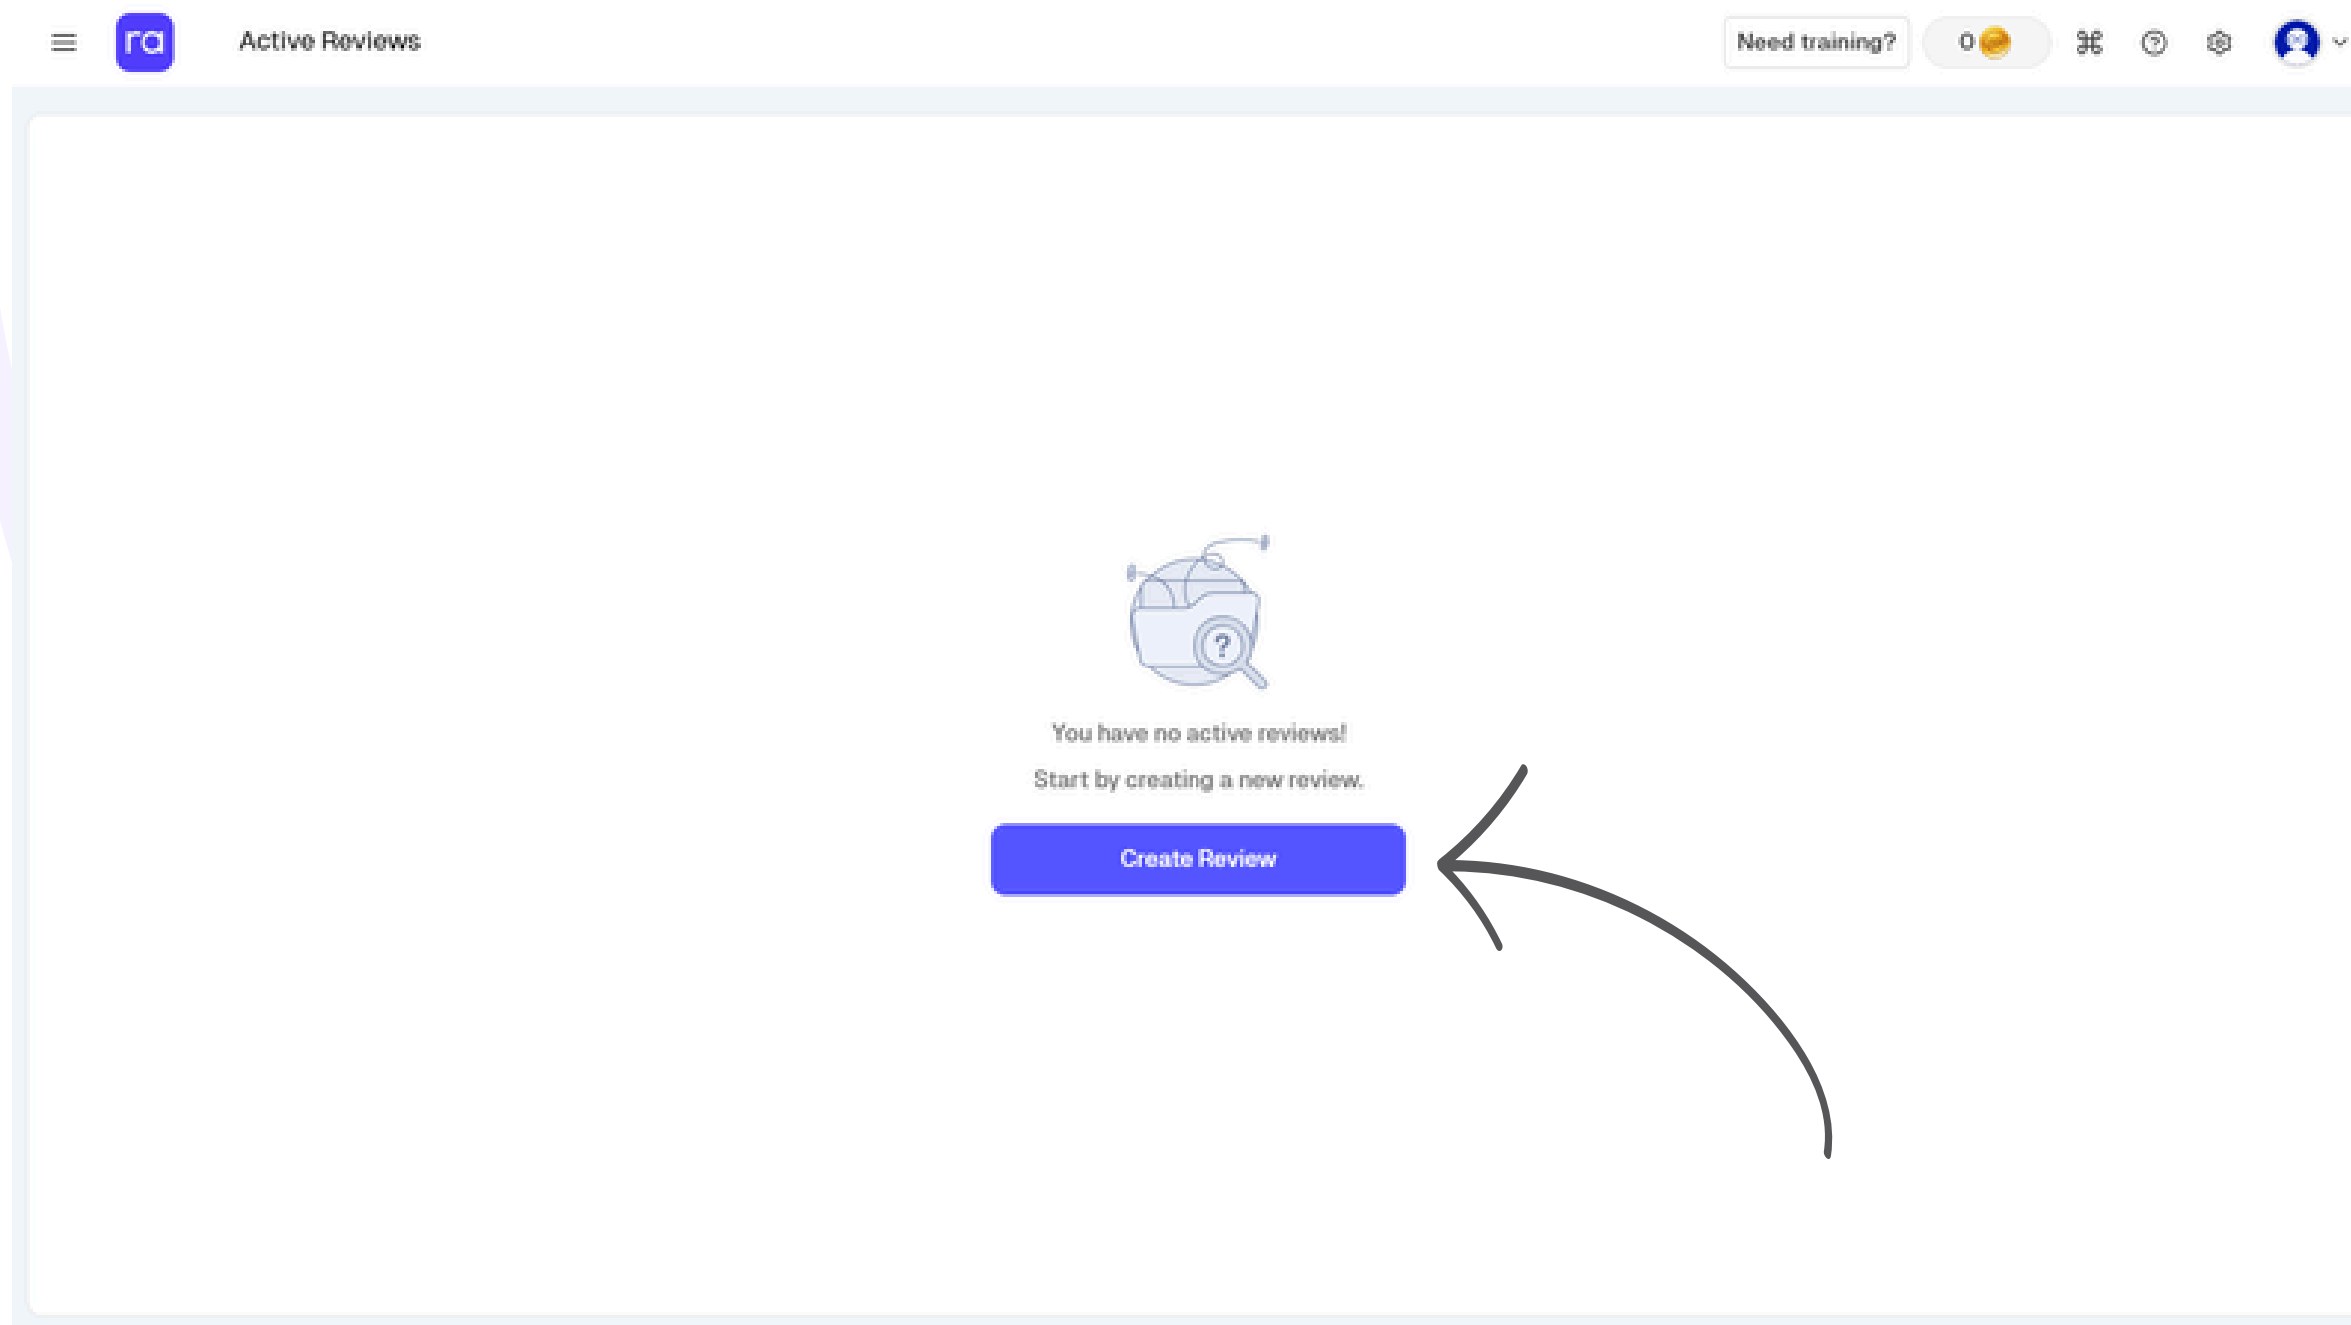 ra
Active Reviews
Need training?
0
?
You have no active reviews!
Start by creating a new review.
Create Review